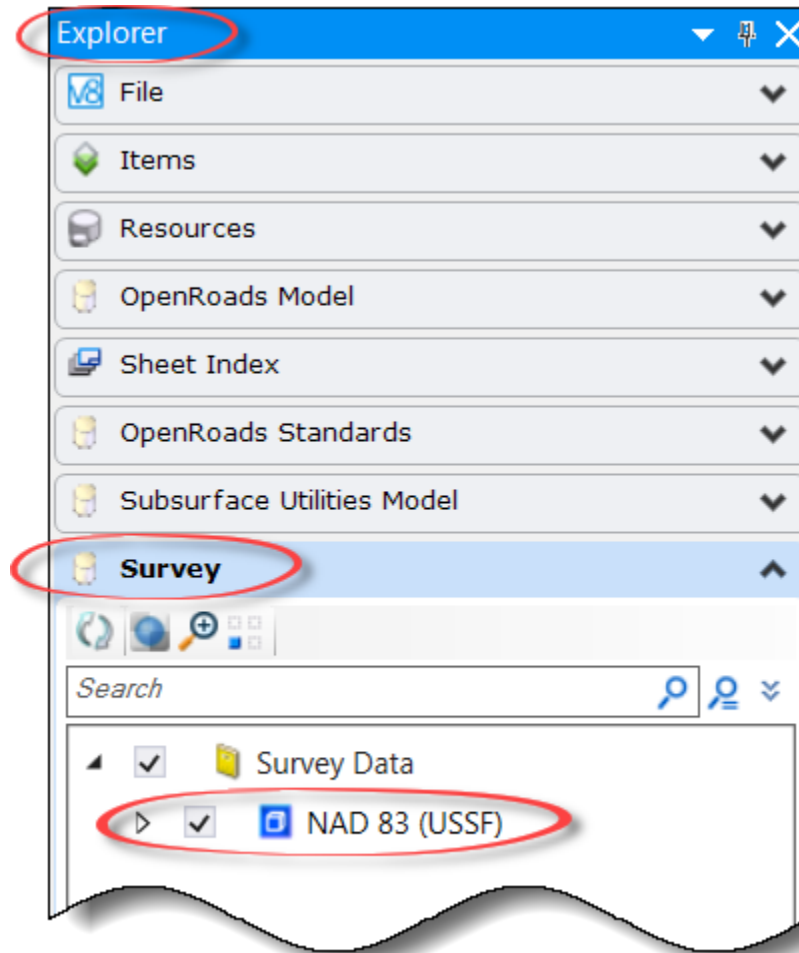 Explorer
V8 File
Items
Resources
OpenRoads Model
Sheet Index
OpenRoads Standards
Subsurface Utilities Model
Survey
Search
Survey Data
NAD 83 (USSF)